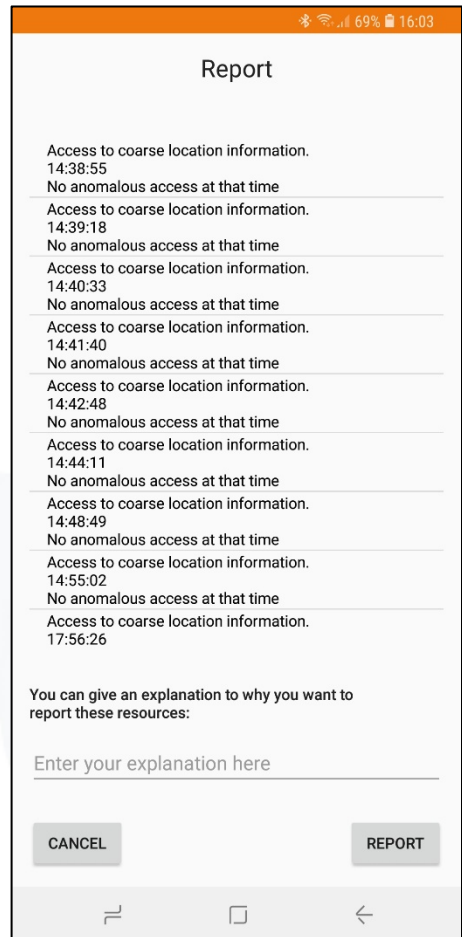 69% 16:03
Report
Access to coarse location information.
14:38:55
No anomalous access at that time
Access to coarse location information.
14:39:18
No anomalous access at that time
Access to coarse location information.
14:40:33
No anomalous access at that time
Access to coarse location information.
14:41:40
No anomalous access at that time
Access to coarse location information.
14:42:48
No anomalous access at that time
Access to coarse location information.
14:44:11
No anomalous access at that time
Access to coarse location information.
14:48:49
No anomalous access at that time
Access to coarse location information.
14:55:02
No anomalous access at that time
Access to coarse location information.
17:56:26
You can give an explanation to why you want to
report these resources:
Enter your explanation here
CANCEL REPORT